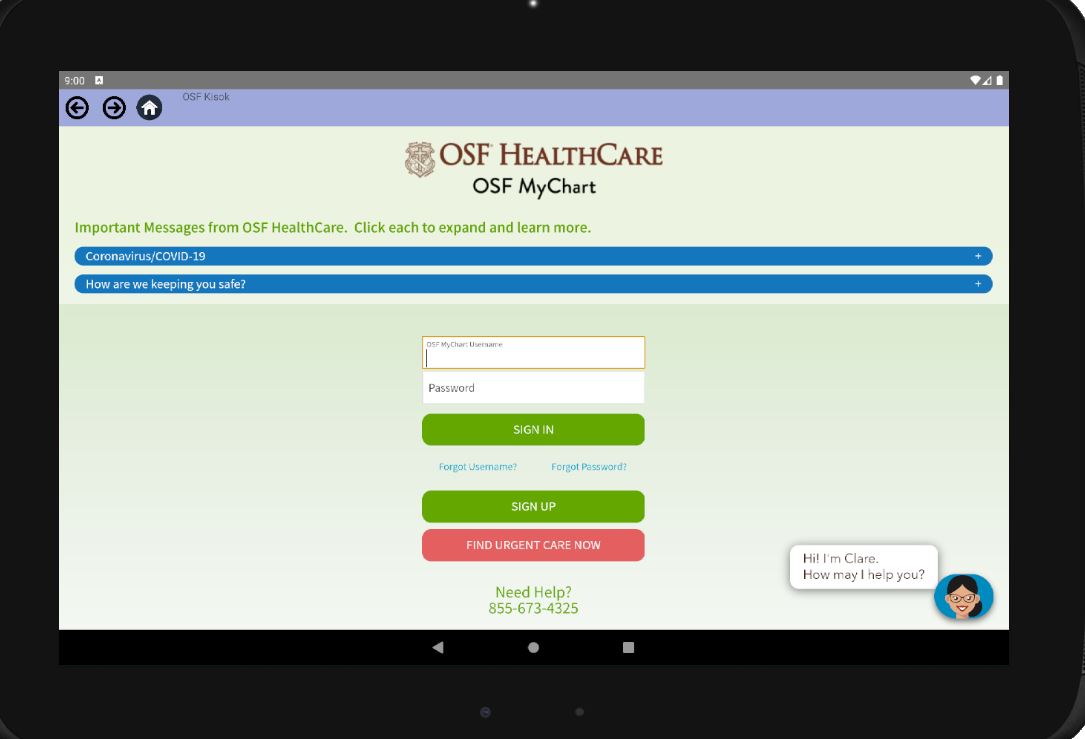 9:00
OSF Kisok
OSF HEALTHCARE
OSF MyChart
Important Messages from OSF HealthCare. Click each to expand and learn more.
Coronavirus/COVID-19 +
How are we keeping you safe? +
OSF MyChart Username
Password
SIGN IN
Forgot Username? Forgot Password?
SIGN UP
FIND URGENT CARE NOW
Hi! I'm Clare.
How may I help you?
Need Help?
855-673-4325